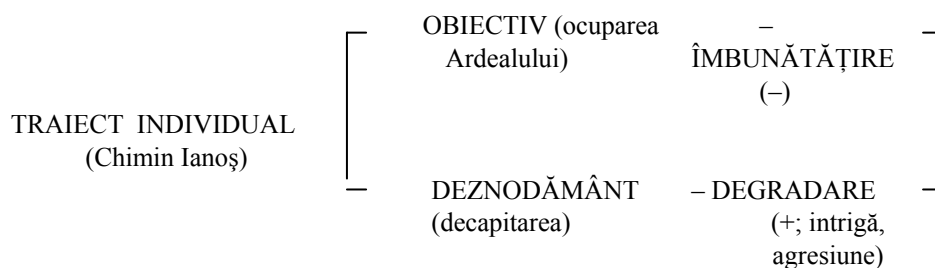 OBIECTIV (ocuparea – –
Ardealului) ÎMBUNĂTĂȚIRE
(–)
TRAIECT INDIVIDUAL
(Chimin Ianoş)
DEZNODĂMÂNT – DEGRADARE –
(decapitarea) (+; intrigă,
agresiune)